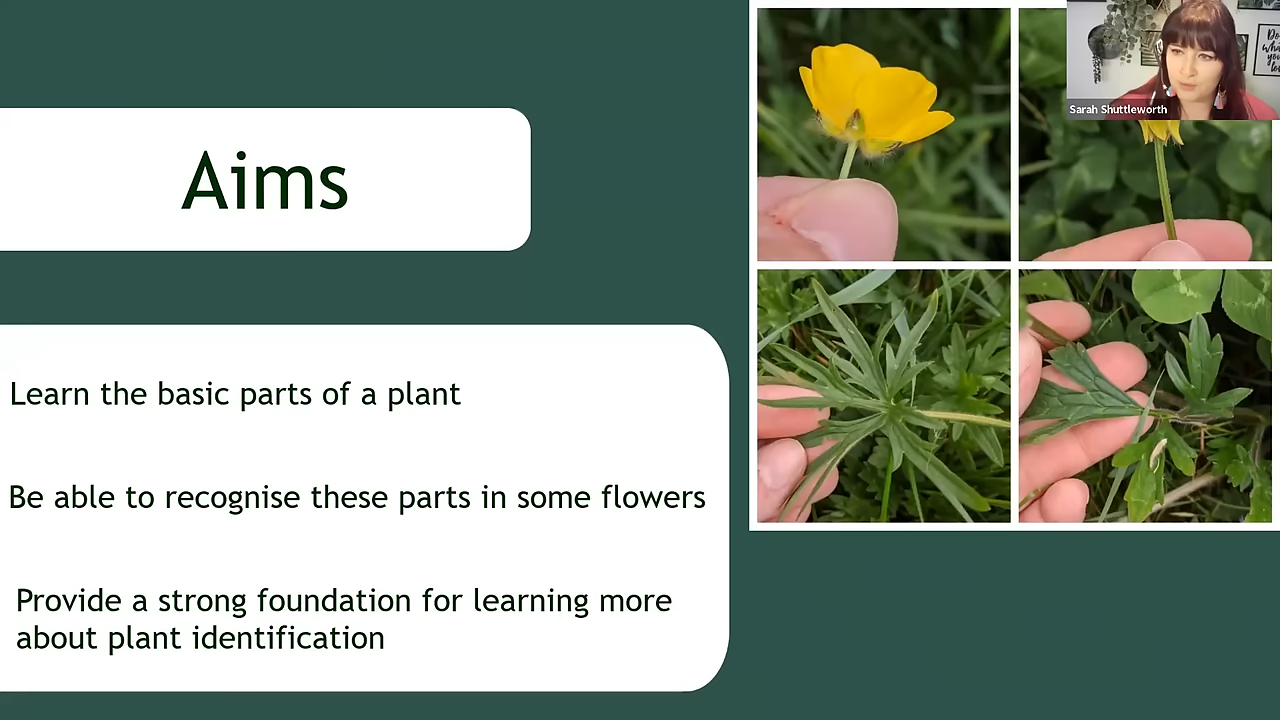 Aims
Learn the basic parts of a plant
Be able to recognise these parts in some flowers
Provide a strong foundation for learning more
about plant identification
Sarah Shuttleworth